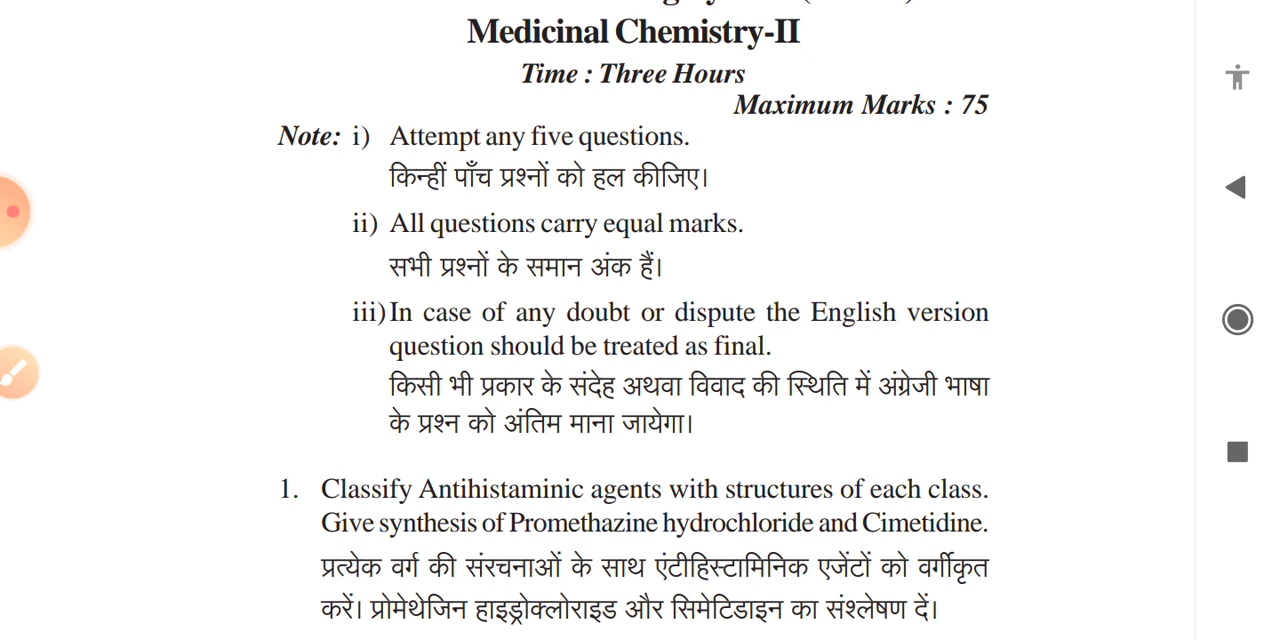 Medicinal Chemistry-II
Time : Three Hours
Maximum Marks : 75
Note: i) Attempt any five questions.
किन्हीं पाँच प्रश्नों को हल कीजिए।
ii) All questions carry equal marks.
सभी प्रश्नों के समान अंक हैं।
iii) In case of any doubt or dispute the English version
question should be treated as final.
किसी भी प्रकार के संदेह अथवा विवाद की स्थिति में अंग्रेजी भाषा
के प्रश्न को अंतिम माना जायेगा।
1. Classify Antihistaminic agents with structures of each class.
Give synthesis of Promethazine hydrochloride and Cimetidine.
प्रत्येक वर्ग की संरचनाओं के साथ एंटीहिस्टामिनिक एजेंटों को वर्गीकृत
करें। प्रोमेथेजिन हाइड्रोक्लोराइड और सिमेटिडाइन का संश्लेषण दें।